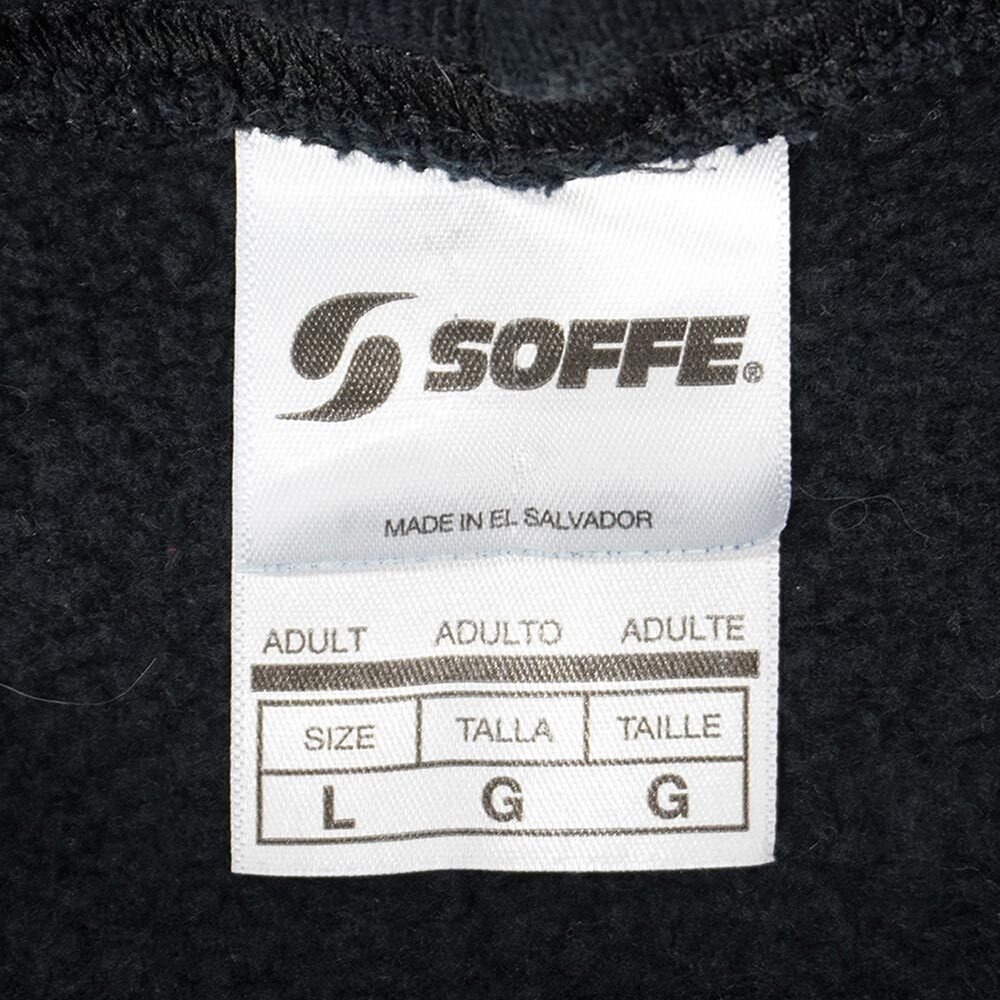 SOFFE®
MADE IN EL SALVADOR
ADULT ADULTO ADULTE
SIZE TALLA TAILLE
L G G